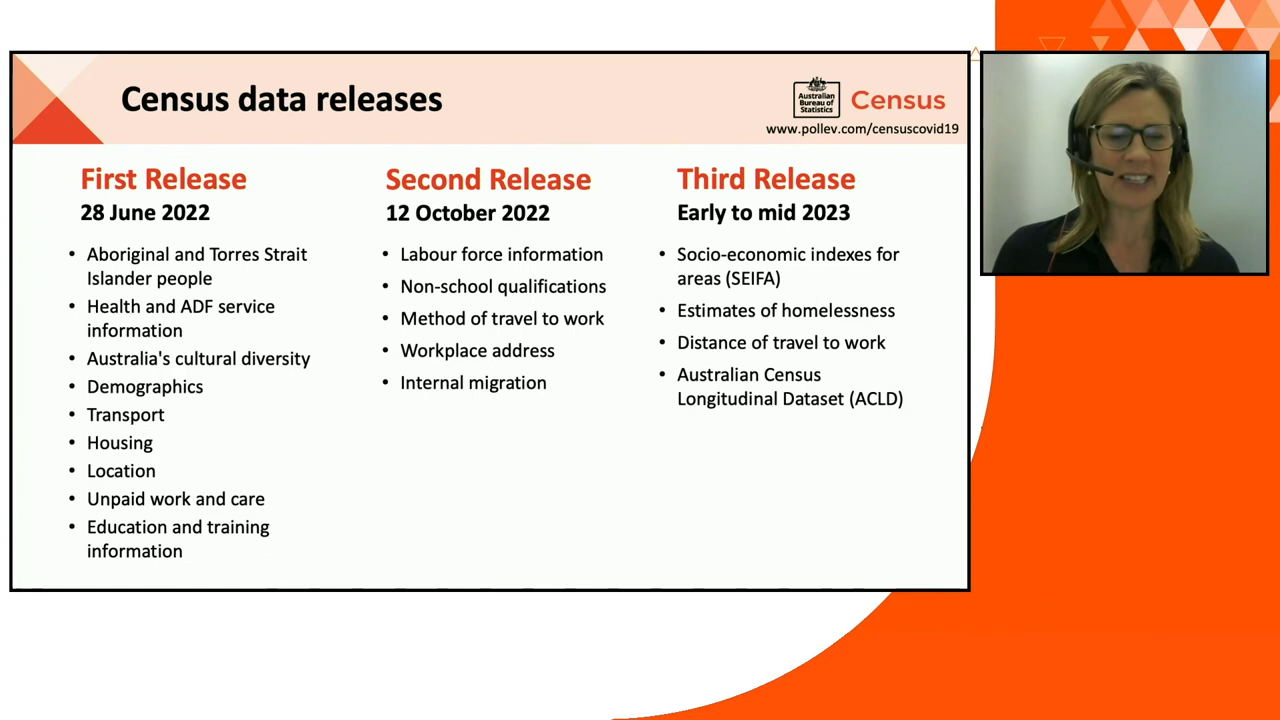 Census data releases
Australian
Bureau of
Statistics
Census
www.pollev.com/censuscovid19
First Release
28 June 2022
• Aboriginal and Torres Strait
Islander people
• Health and ADF service
information
• Australia's cultural diversity
• Demographics
• Transport
• Housing
• Location
• Unpaid work and care
• Education and training
information
Second Release
12 October 2022
• Labour force information
• Non-school qualifications
• Method of travel to work
• Workplace address
• Internal migration
Third Release
Early to mid 2023
• Socio-economic indexes for
areas (SEIFA)
• Estimates of homelessness
• Distance of travel to work
• Australian Census
Longitudinal Dataset (ACLD)